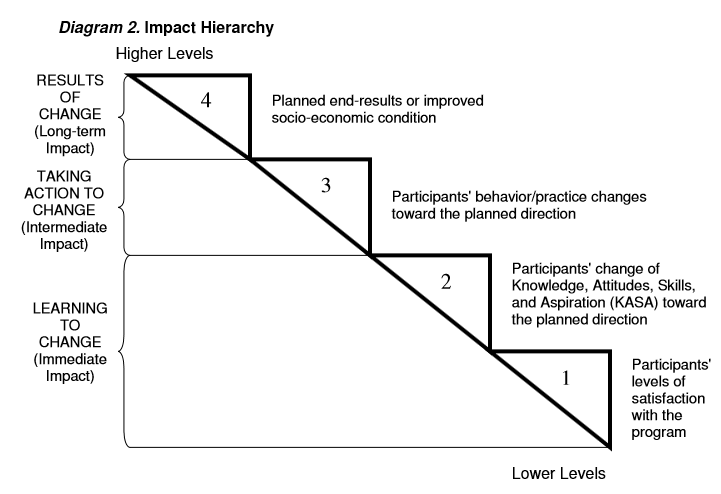 Diagram 2. Impact Hierarchy
Higher Levels
RESULTS
OF
CHANGE
(Long-term
Impact)
4
Planned end-results or improved
socio-economic condition
TAKING
ACTION TO
CHANGE
(Intermediate
Impact)
3
Participants' behavior/practice changes
toward the planned direction
LEARNING
TO
CHANGE
(Immediate
Impact)
2
Participants' change of
Knowledge, Attitudes, Skills,
and Aspiration (KASA) toward
the planned direction
1
Participants'
levels of
satisfaction
with the
program
Lower Levels